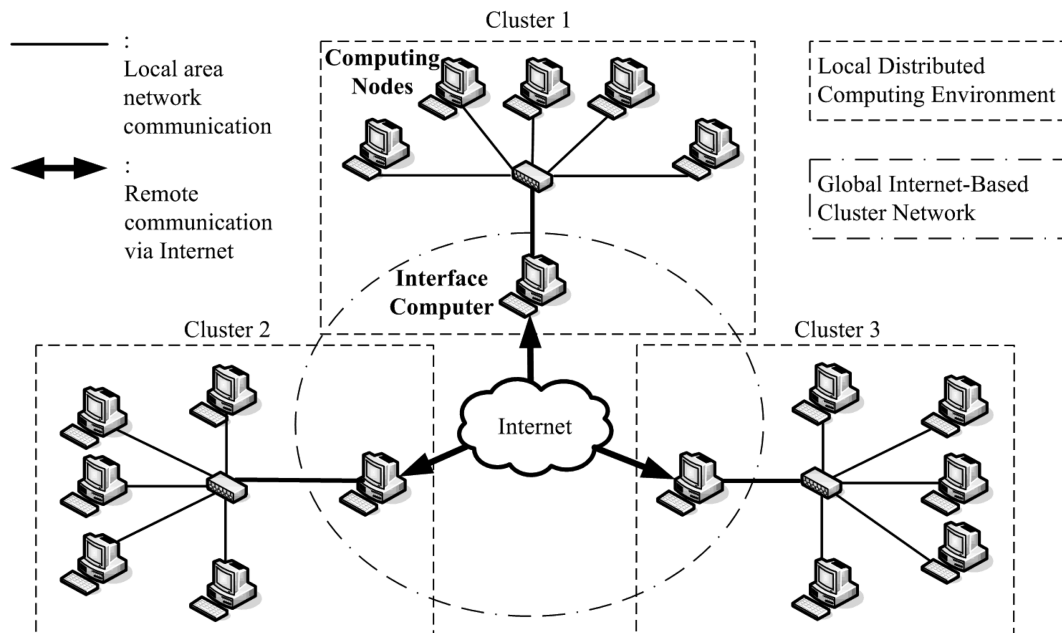 Cluster 1
:
Local area
network
communication
:
Remote
communication
via Internet
Computing
Nodes
Local Distributed
Computing Environment
Global Internet-Based
Cluster Network
Interface
Computer
Cluster 2
Cluster 3
Internet